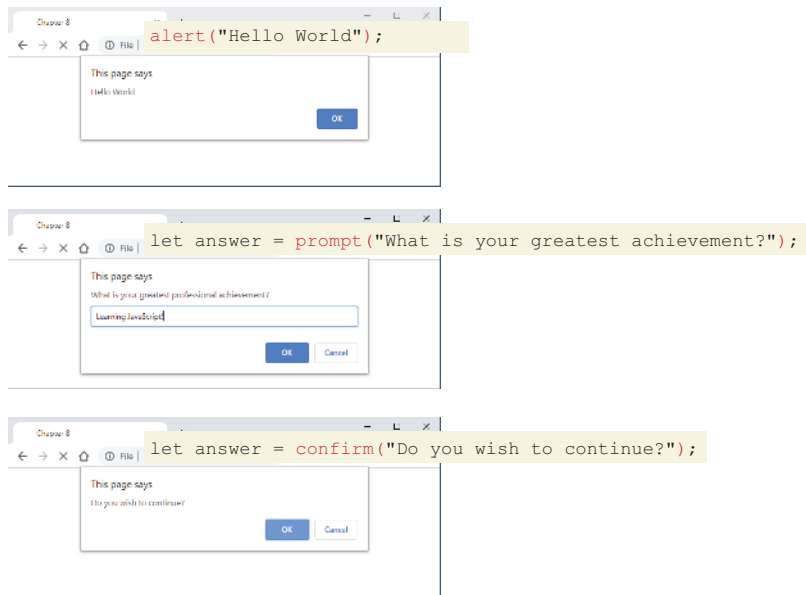 Chapter 8
alert("Hello World");
File |
This page says
Hello World
OK
Chapter 8
let answer = prompt("What is your greatest achievement?");
File |
This page says
What is your greatest professional achievement?
Learning JavaScript!
OK Cancel
Chapter 8
let answer = confirm("Do you wish to continue?");
File |
This page says
Do you wish to continue?
OK Cancel